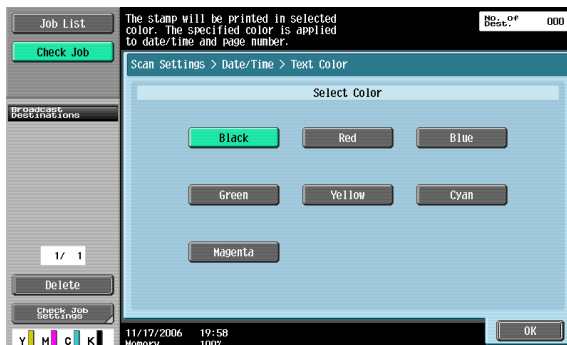 Job List
Check Job
The stamp will be printed in selected
color. The specified color is applied
to date/time and page number.
No. of
Dest.
000
Scan Settings > Date/Time > Text Color
Select Color
Broadcast
Destinations
Black
Red
Blue
Green
Yellow
Cyan
Magenta
1/ 1
Delete
Check Job
Settings
Y M C K
11/17/2006 19:58
Memory 100%
OK